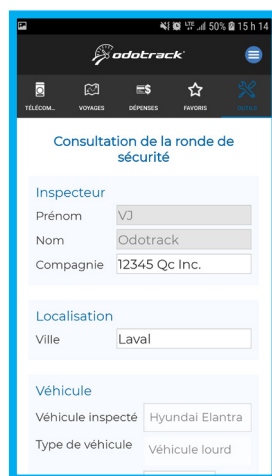 50% 15 h 14
odotrack
TÉLÉCOM... VOYAGES DÉPENSES FAVORIS OUTILS
Consultation de la ronde de
sécurité
Inspecteur
Prénom VJ
Nom Odotrack
Compagnie 12345 Qc Inc.
Localisation
Ville Laval
Véhicule
Véhicule inspecté Hyundai Elantra
Type de véhicule Véhicule lourd